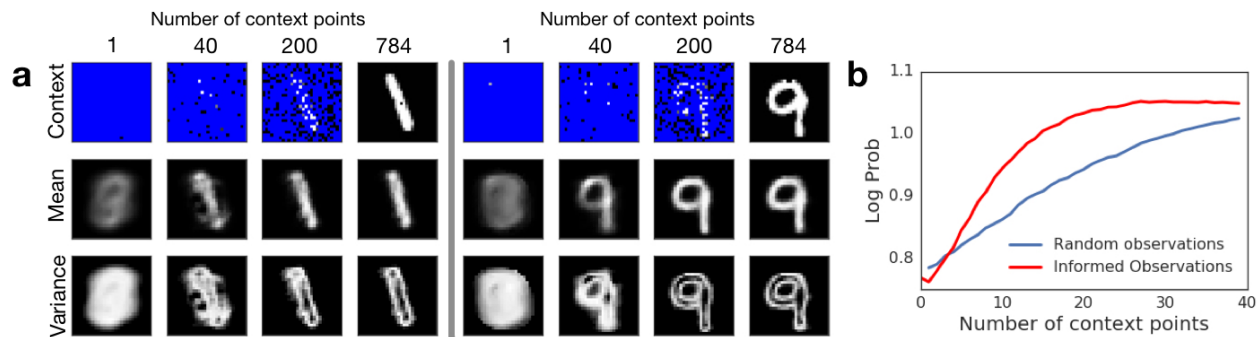 Number of context points
Number of context points
1 40 200 784
1 40 200 784
a
Context
Mean
Variance
b
1.1
1.0
0.9
0.8
Log Prob
Random observations
Informed Observations
0 10 20 30 40
Number of context points